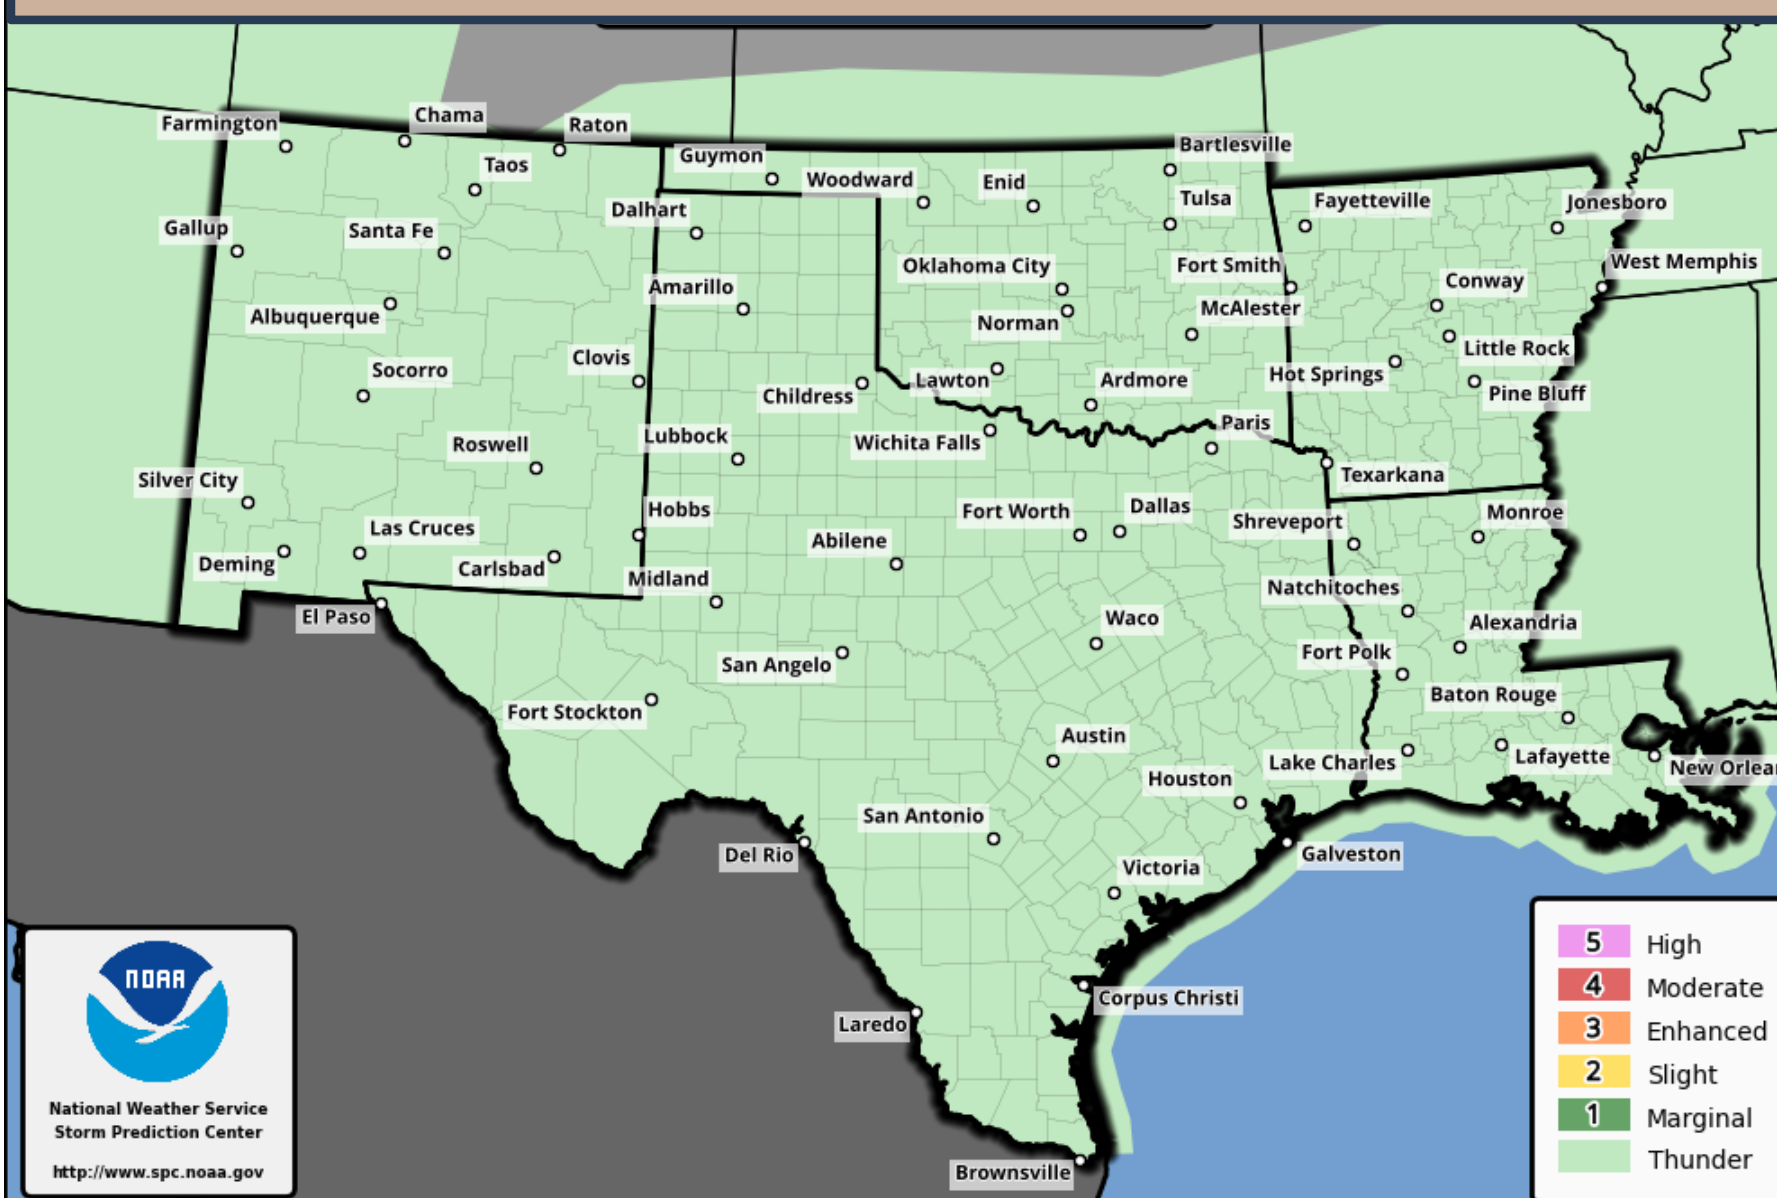 Farmington
Chama
Raton
Taos
Guymon
Woodward
Enid
Bartlesville
Tulsa
Fayetteville
Jonesboro
Gallup
Santa Fe
Dalhart
Oklahoma City
Fort Smith
Conway
West Memphis
Albuquerque
Amarillo
Norman
McAlester
Little Rock
Socorro
Clovis
Childress
Lawton
Ardmore
Hot Springs
Pine Bluff
Roswell
Lubbock
Wichita Falls
Paris
Texarkana
Silver City
Hobbs
Fort Worth
Dallas
Shreveport
Monroe
Las Cruces
Deming
Carlsbad
Midland
Abilene
Natchitoches
El Paso
Waco
Alexandria
San Angelo
Fort Polk
Fort Stockton
Baton Rouge
Austin
Lake Charles
Lafayette
New Orlean
Houston
San Antonio
Del Rio
Galveston
Victoria
Corpus Christi
Laredo
Brownsville
NOAA
National Weather Service
Storm Prediction Center
http://www.spc.noaa.gov
5 High
4 Moderate
3 Enhanced
2 Slight
1 Marginal
Thunder